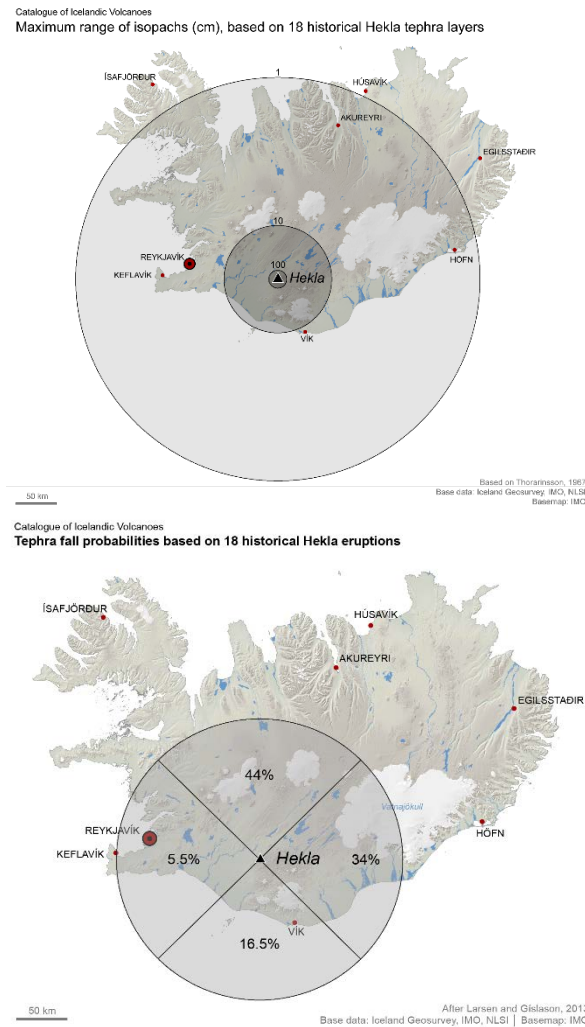 Catalogue of Icelandic Volcanoes
Maximum range of isopachs (cm), based on 18 historical Hekla tephra layers
1
ÍSAFJÖRÐUR
HÚSAVÍK
AKUREYRI
EGILSSTAÐIR
10
REYKJAVÍK
HÖFN
100
Hekla
KEFLAVÍK
VÍK
Based on Thorarinsson, 1967
Base data: Iceland Geosurvey, IMO, NLSI
Basemap: IMO
50 km
Catalogue of Icelandic Volcanoes
Tephra fall probabilities based on 18 historical Hekla eruptions
ÍSAFJÖRÐUR
HÚSAVÍK
AKUREYRI
EGILSSTAÐIR
44%
Vatnajökull
REYKJAVÍK
HÖFN
KEFLAVÍK
5.5%
Hekla
34%
VÍK
16.5%
After Larsen and Gíslason, 2013
50 km
Base data: Iceland Geosurvey, IMO, NLSI | Basemap: IMO